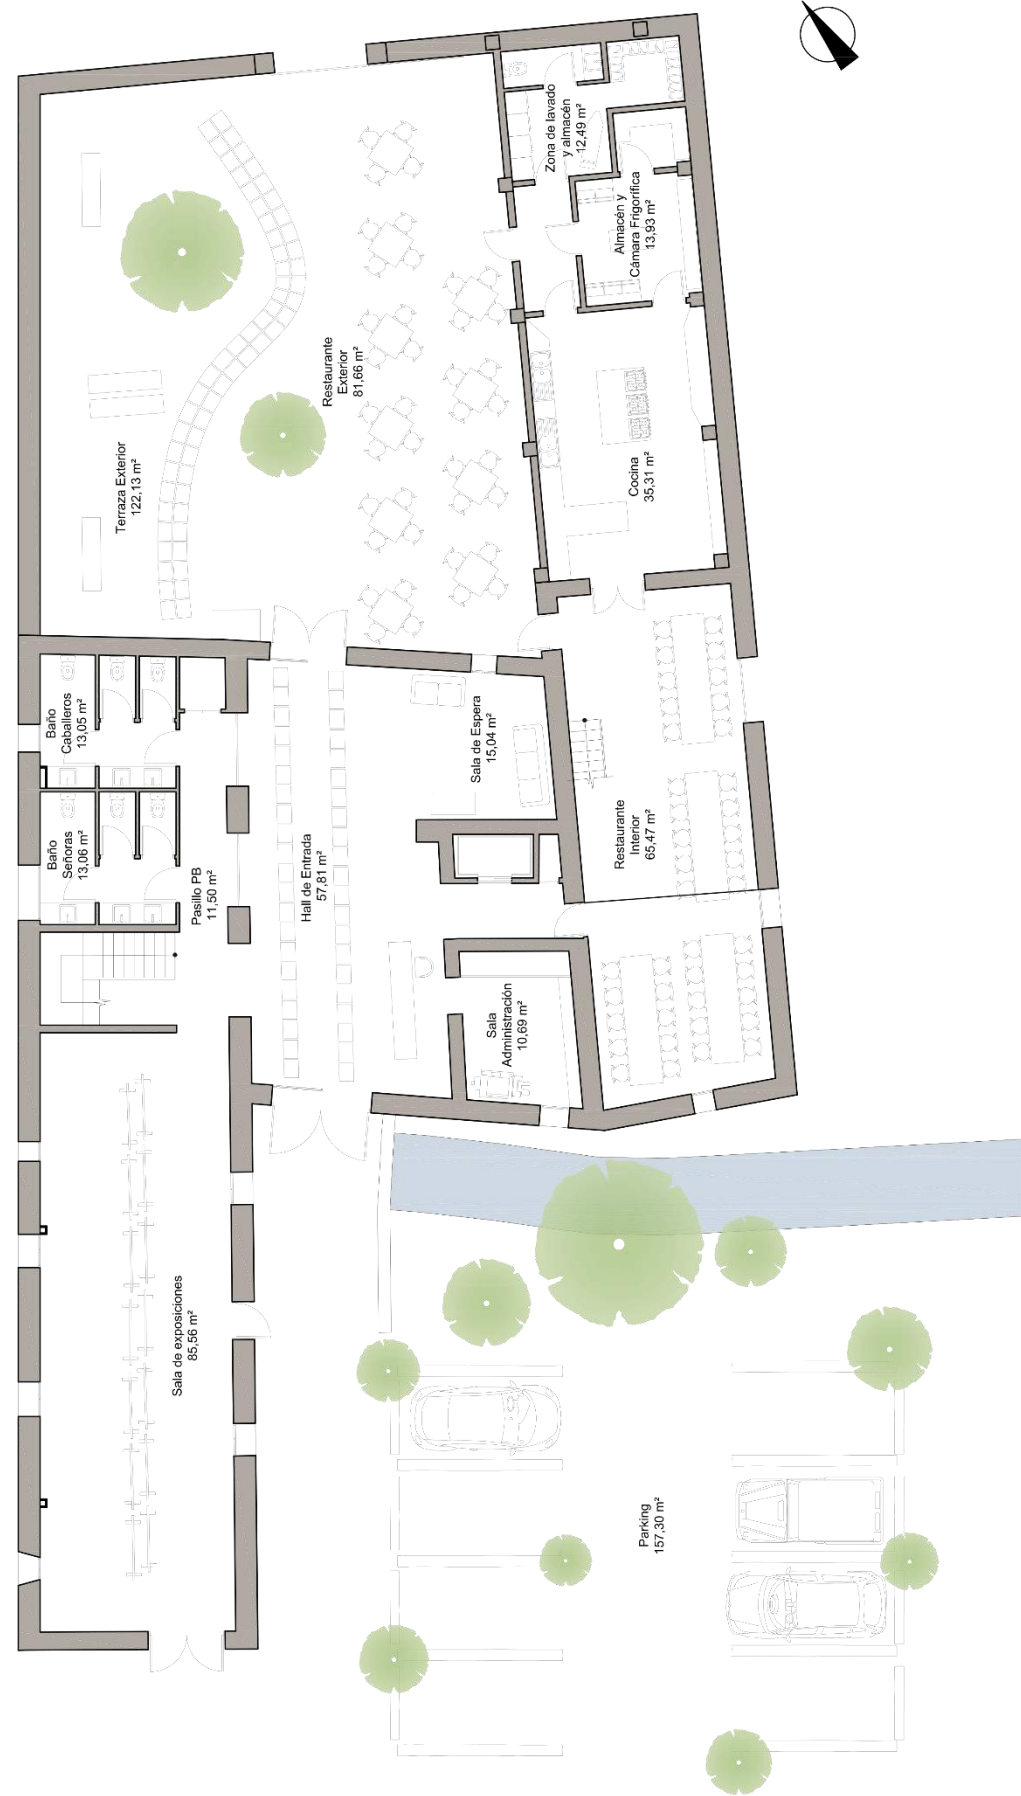 Zona de lavado
y almacén
12,49 m²
Almacén y
Cámara Frigorífica
13,93 m²
Restaurante
Exterior
81,66 m²
Terraza Exterior
122,13 m²
Cocina
35,31 m²
Baño
Caballeros
13,05 m²
Sala de Espera
15,04 m²
Baño
Señoras
13,06 m²
Pasillo PB
11,50 m²
Hall de Entrada
57,81 m²
Restaurante
Interior
65,47 m²
Sala
Administración
10,69 m²
Sala de exposiciones
85,56 m²
Parking
157,30 m²